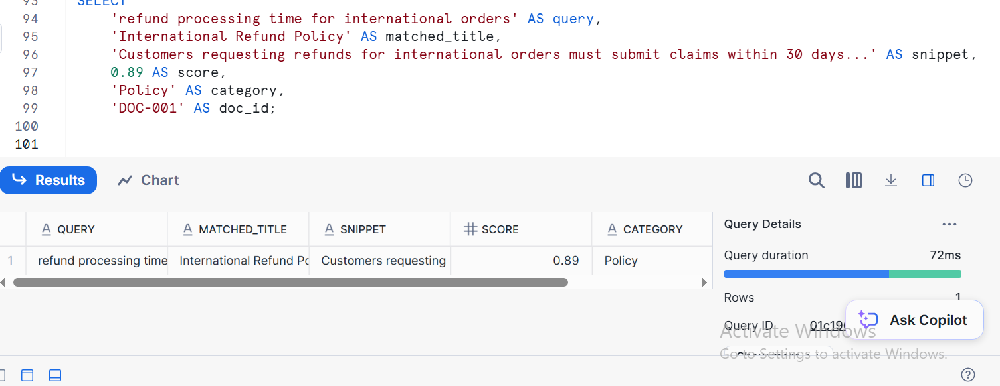 93 SELECT
94 'refund processing time for international orders' AS query,
95 'International Refund Policy' AS matched_title,
96 'Customers requesting refunds for international orders must submit claims within 30 days...' AS snippet,
97 0.89 AS score,
98 'Policy' AS category,
99 'DOC-001' AS doc_id;
100
101
Results Chart
A QUERY A MATCHED_TITLE A SNIPPET # SCORE A CATEGORY
1 refund processing time International Refund Po Customers requesting 0.89 Policy
Query Details ...
Query duration 72ms
Rows 1
Query ID 01c190
Ask Copilot
Activate Windows
Go to Settings to activate Windows.